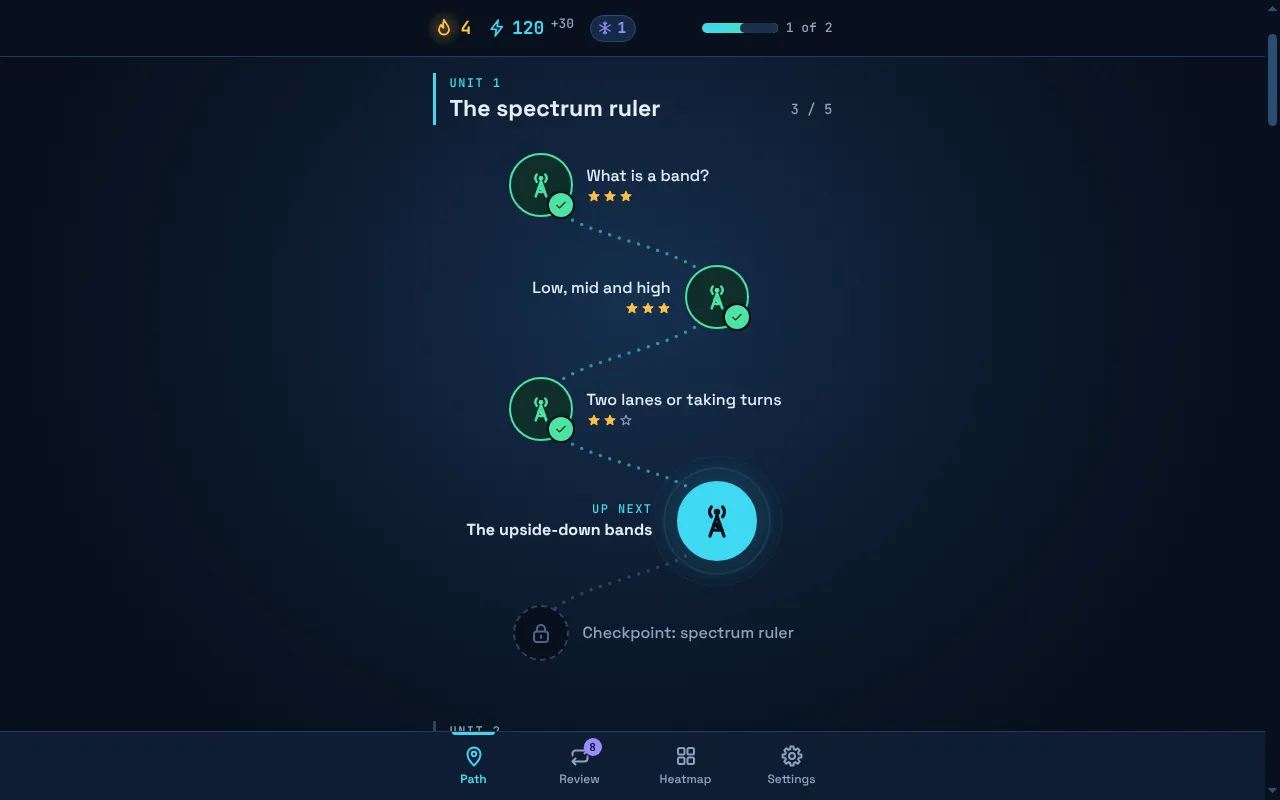 4 120 +30 1 1 of 2
UNIT 1
The spectrum ruler 3 / 5
What is a band?
Low, mid and high
Two lanes or taking turns
UP NEXT
The upside-down bands
Checkpoint: spectrum ruler
UNIT 2
8
Path Review Heatmap Settings